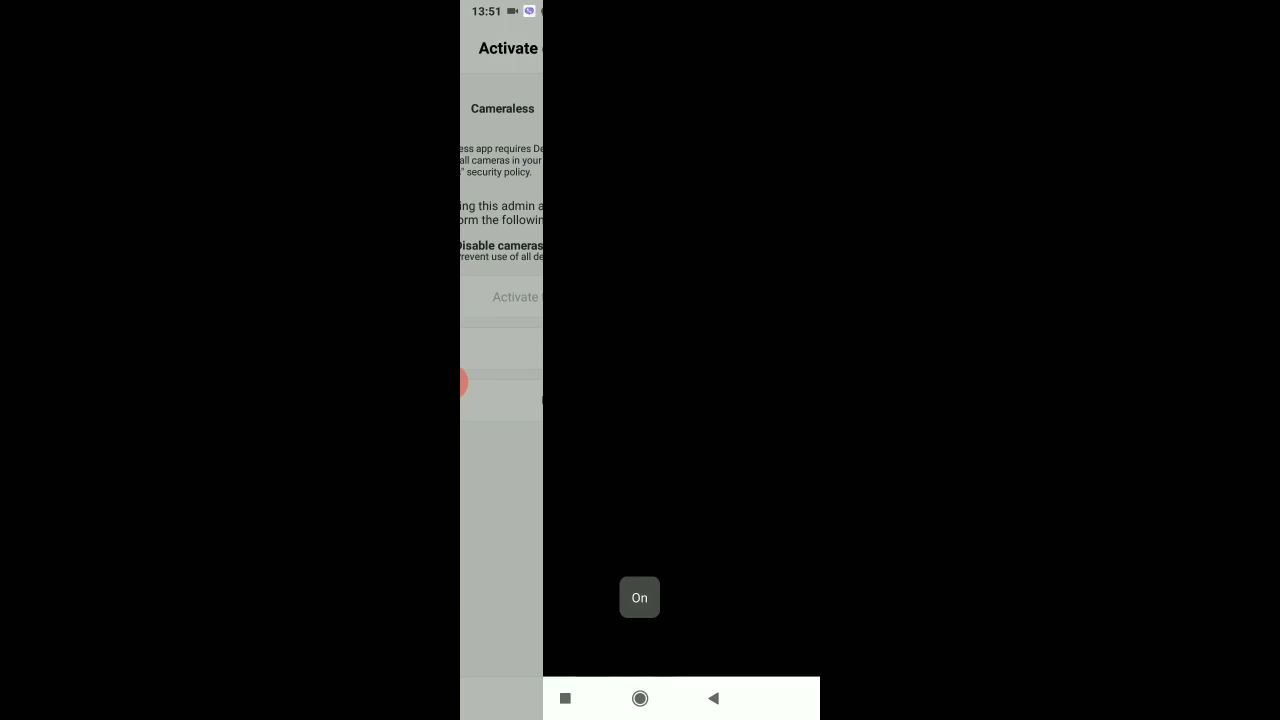 13:51
Activate
Cameraless
ess app requires De
all cameras in your
" security policy.
ing this admin a
orm the followin
Disable cameras
revent use of all de
Activate
On